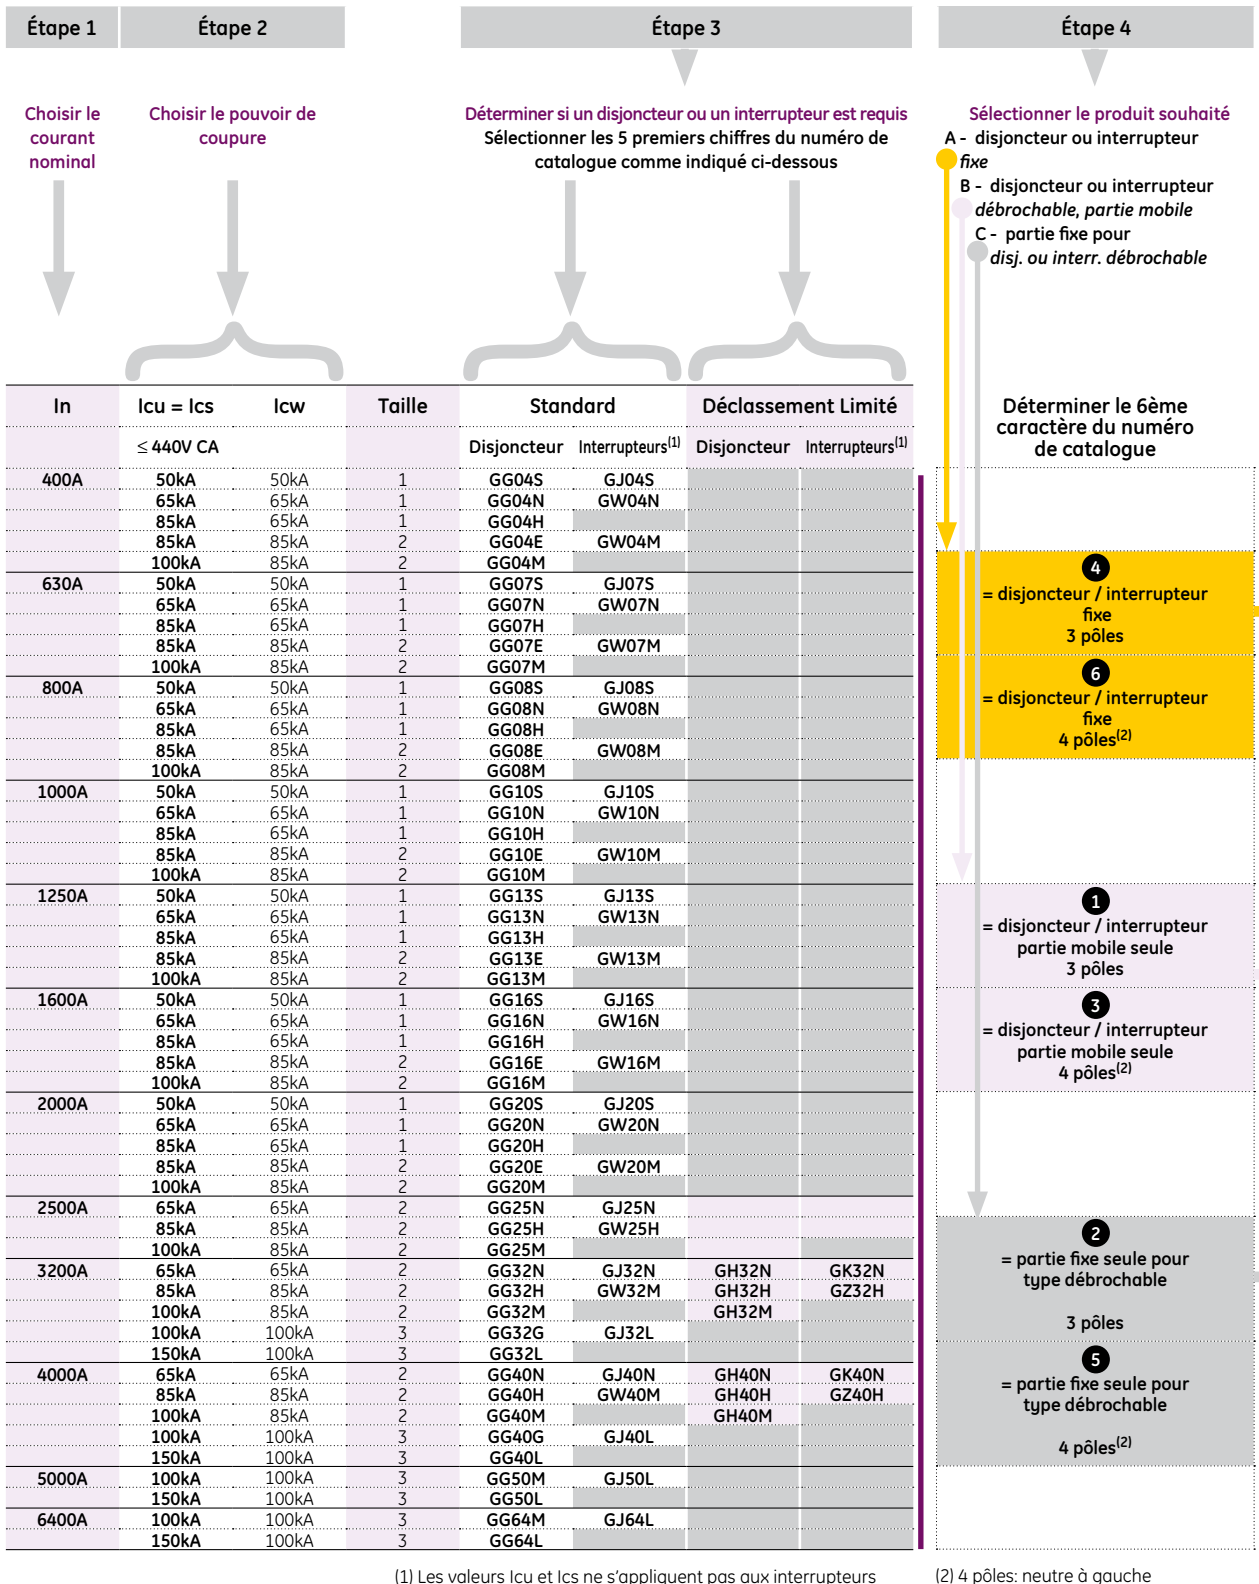 Étape 1 Étape 2 Étape 3 Étape 4
Choisir le
courant
nominal
Choisir le pouvoir de
coupure
Déterminer si un disjoncteur ou un interrupteur est requis
Sélectionner les 5 premiers chiffres du numéro de
catalogue comme indiqué ci-dessous
Sélectionner le produit souhaité
A - disjoncteur ou interrupteur
fixe
B - disjoncteur ou interrupteur
débrochable, partie mobile
C - partie fixe pour
disj. ou interr. débrochable
In Icu = Ics Icw Taille Standard Déclassement Limité
≤ 440V CA Disjoncteur Interrupteurs(1) Disjoncteur Interrupteurs(1)
400A 50kA 50kA 1 GG04S GJ04S
65kA 65kA 1 GG04N GW04N
85kA 65kA 1 GG04H
85kA 85kA 2 GG04E GW04M
100kA 85kA 2 GG04M
630A 50kA 50kA 1 GG07S GJ07S
65kA 65kA 1 GG07N GW07N
85kA 65kA 1 GG07H
85kA 85kA 2 GG07E GW07M
100kA 85kA 2 GG07M
800A 50kA 50kA 1 GG08S GJ08S
65kA 65kA 1 GG08N GW08N
85kA 65kA 1 GG08H
85kA 85kA 2 GG08E GW08M
100kA 85kA 2 GG08M
1000A 50kA 50kA 1 GG10S GJ10S
65kA 65kA 1 GG10N GW10N
85kA 65kA 1 GG10H
85kA 85kA 2 GG10E GW10M
100kA 85kA 2 GG10M
1250A 50kA 50kA 1 GG13S GJ13S
65kA 65kA 1 GG13N GW13N
85kA 65kA 1 GG13H
85kA 85kA 2 GG13E GW13M
100kA 85kA 2 GG13M
1600A 50kA 50kA 1 GG16S GJ16S
65kA 65kA 1 GG16N GW16N
85kA 65kA 1 GG16H
85kA 85kA 2 GG16E GW16M
100kA 85kA 2 GG16M
2000A 50kA 50kA 1 GG20S GJ20S
65kA 65kA 1 GG20N GW20N
85kA 65kA 1 GG20H
85kA 85kA 2 GG20E GW20M
100kA 85kA 2 GG20M
2500A 65kA 65kA 2 GG25N GJ25N
85kA 85kA 2 GG25H GW25H
100kA 85kA 2 GG25M
3200A 65kA 65kA 2 GG32N GJ32N GH32N GK32N
85kA 85kA 2 GG32H GW32M GH32H GZ32H
100kA 85kA 2 GG32M GH32M
100kA 100kA 3 GG32G GJ32L
150kA 100kA 3 GG32L
4000A 65kA 65kA 2 GG40N GJ40N GH40N GK40N
85kA 85kA 2 GG40H GW40M GH40H GZ40H
100kA 85kA 2 GG40M GH40M
100kA 100kA 3 GG40G GJ40L
150kA 100kA 3 GG40L
5000A 100kA 100kA 3 GG50M GJ50L
150kA 100kA 3 GG50L
6400A 100kA 100kA 3 GG64M GJ64L
150kA 100kA 3 GG64L
Déterminer le 6ème
caractère du numéro
de catalogue
4
= disjoncteur / interrupteur
fixe
3 pôles
6
= disjoncteur / interrupteur
fixe
4 pôles(2)
1
= disjoncteur / interrupteur
partie mobile seule
3 pôles
3
= disjoncteur / interrupteur
partie mobile seule
4 pôles(2)
2
= partie fixe seule pour
type débrochable
3 pôles
5
= partie fixe seule pour
type débrochable
4 pôles(2)
(1) Les valeurs Icu et Ics ne s'appliquent pas aux interrupteurs
(2) 4 pôles: neutre à gauche